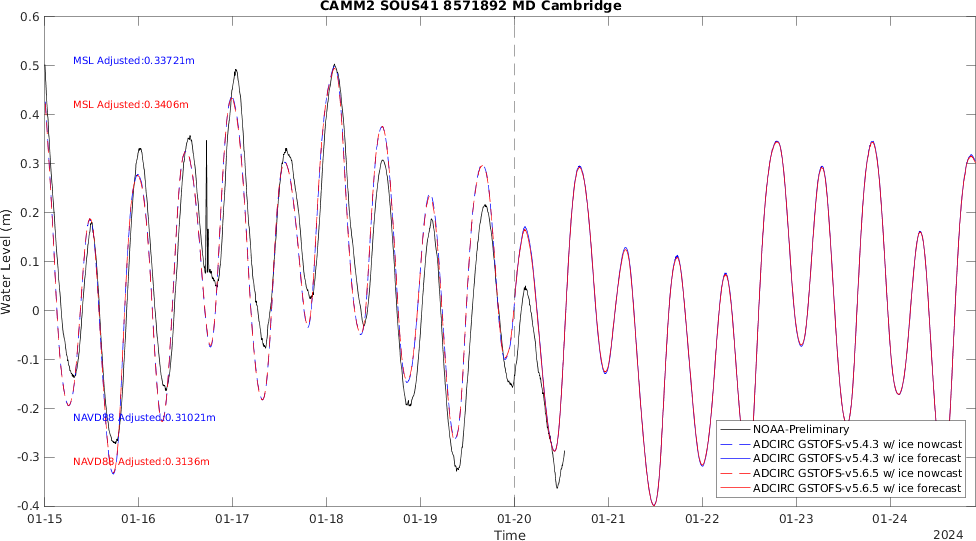 CAMM2 SOUS41 8571892 MD Cambridge
0.6
0.5
0.4
0.3
0.2
0.1
0
-0.1
-0.2
-0.3
-0.4
Water Level (m)
MSL Adjusted:0.33721m
MSL Adjusted:0.3406m
NAVD88 Adjusted:0.31021m
NAVD88 Adjusted:0.3136m
NOAA-Preliminary
ADCIRC GSTOFS-v5.4.3 w/ ice nowcast
ADCIRC GSTOFS-v5.4.3 w/ ice forecast
ADCIRC GSTOFS-v5.6.5 w/ ice nowcast
ADCIRC GSTOFS-v5.6.5 w/ ice forecast
01-15 01-16 01-17 01-18 01-19 01-20 01-21 01-22 01-23 01-24
Time
2024